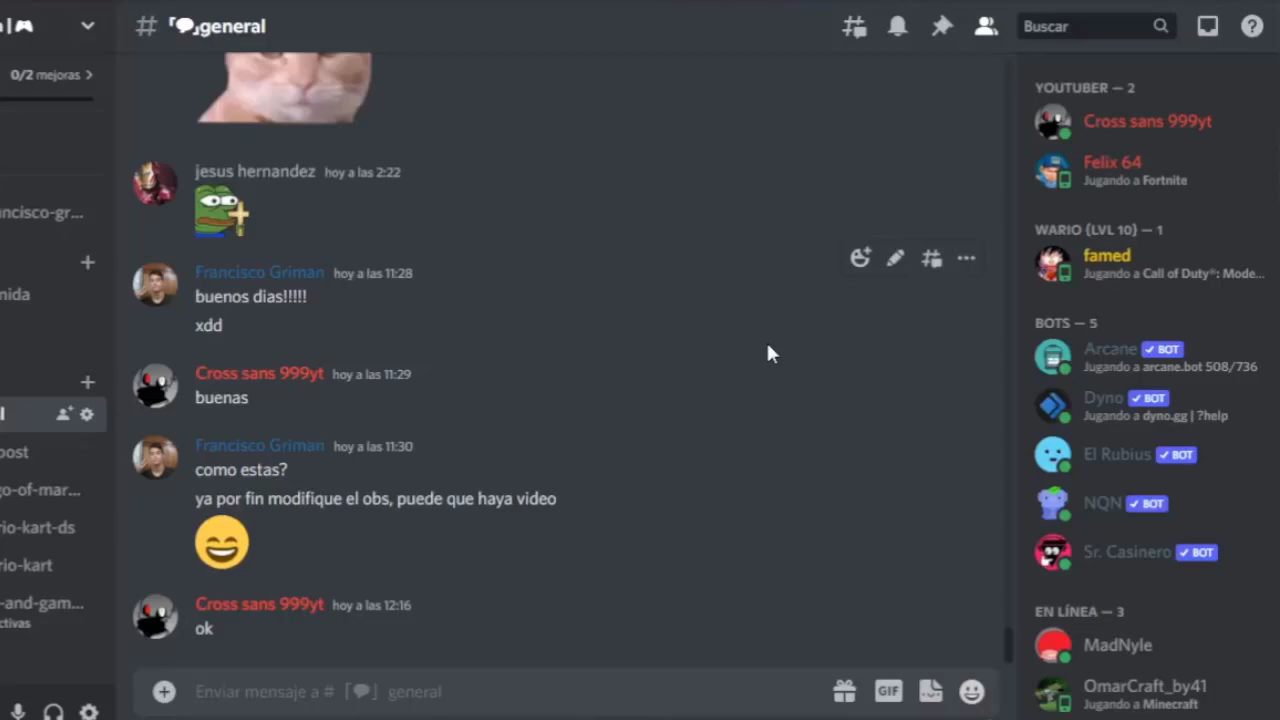 general
0/2 mejoras
Buscar
jesus hernandez hoy a las 2:22
Francisco Griman hoy a las 11:28
buenos dias!!!!!
xdd
Cross sans 999yt hoy a las 11:29
buenas
Francisco Griman hoy a las 11:30
como estas?
ya por fin modifique el obs, puede que haya video
Cross sans 999yt hoy a las 12:16
ok
Enviar mensaje a # 「💬」 general
GIF
ncisco-gr...
nida
l
post
go-of-mar...
rio-kart-ds
rio-kart
-and-gam...
ctivas
YOUTUBER — 2
Cross sans 999yt
Felix 64
Jugando a Fortnite
WARIO (LVL 10) — 1
famed
Jugando a Call of Duty®: Mode...
BOTS — 5
Arcane ✓ BOT
Jugando a arcane.bot 508/736
Dyno ✓ BOT
Jugando a dyno.gg | ?help
El Rubius ✓ BOT
NQN ✓ BOT
Sr. Casinero ✓ BOT
EN LÍNEA — 3
MadNyle
OmarCraft_by41
Jugando a Minecraft